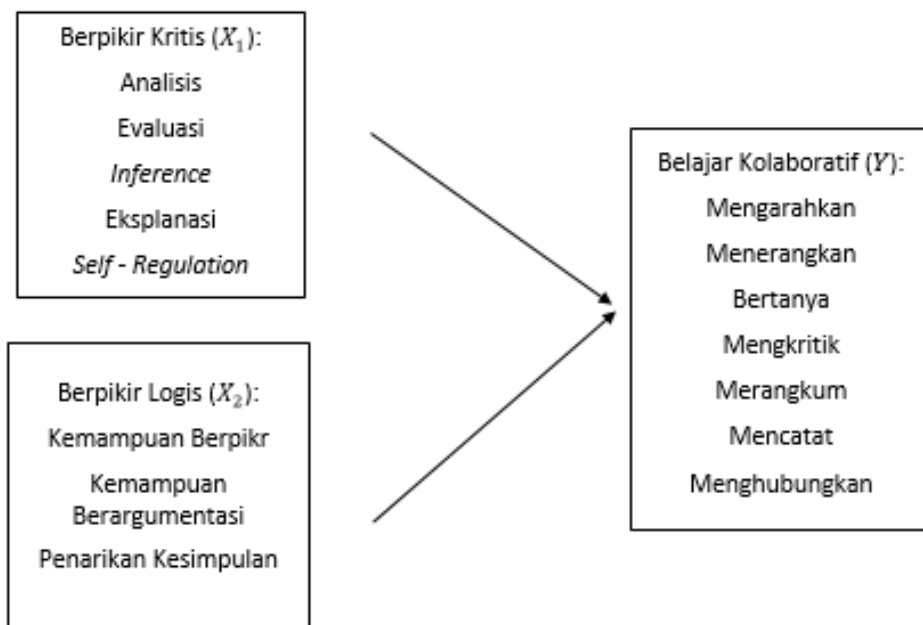 Berpikir Kritis (X₁):
Analisis
Evaluasi
Inference
Eksplanasi
Self - Regulation
Berpikir Logis (X₂):
Kemampuan Berpikr
Kemampuan
Berargumentasi
Penarikan Kesimpulan
Belajar Kolaboratif (Y):
Mengarahkan
Menerangkan
Bertanya
Mengkritik
Merangkum
Mencatat
Menghubungkan